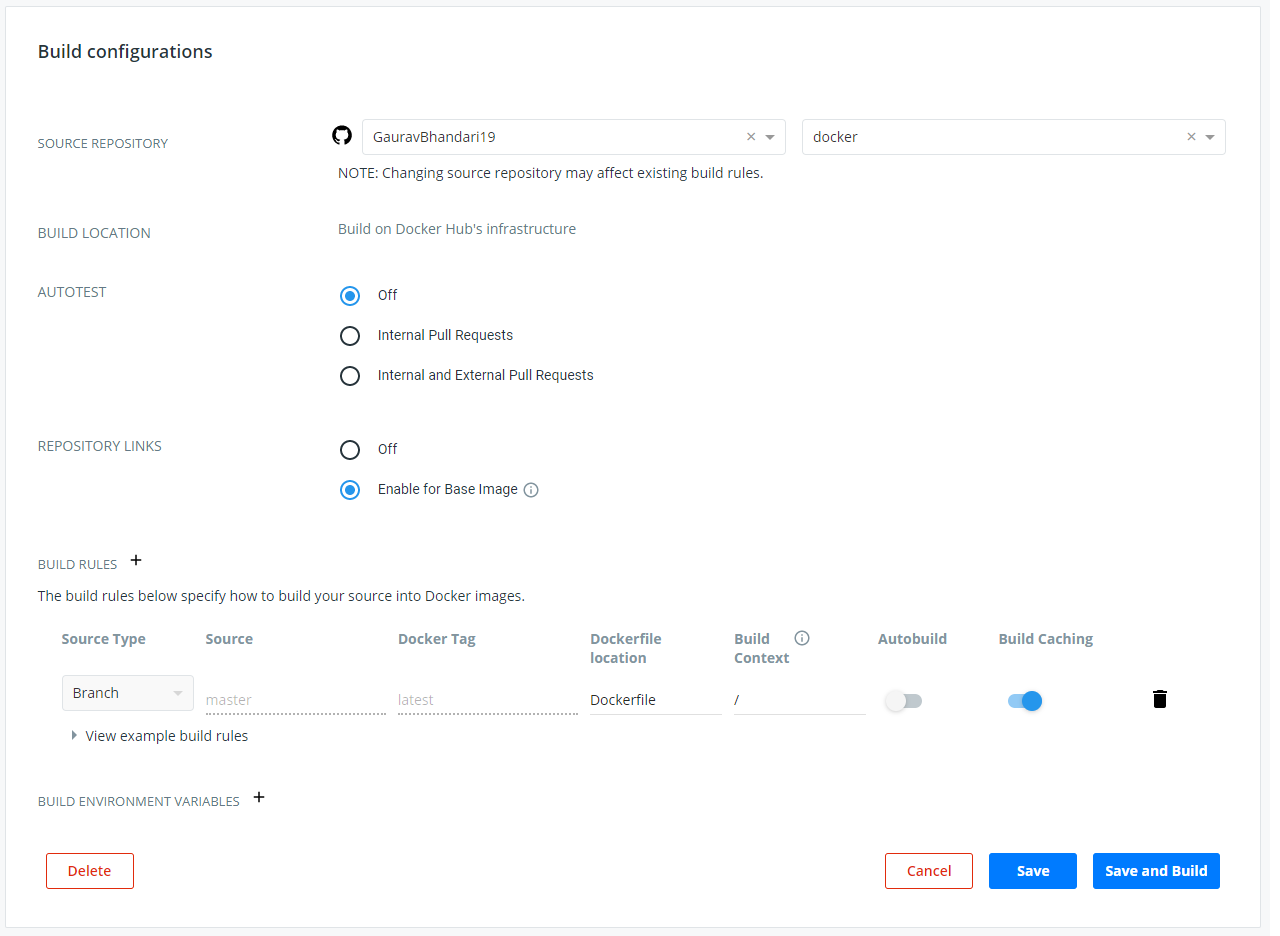 Build configurations
SOURCE REPOSITORY
GauravBhandari19
docker
NOTE: Changing source repository may affect existing build rules.
BUILD LOCATION
Build on Docker Hub's infrastructure
AUTOTEST
Off
Internal Pull Requests
Internal and External Pull Requests
REPOSITORY LINKS
Off
Enable for Base Image
BUILD RULES +
The build rules below specify how to build your source into Docker images.
Source Type
Source
Docker Tag
Dockerfile
location
Build
Context
Autobuild
Build Caching
Branch
master
latest
Dockerfile
/
View example build rules
BUILD ENVIRONMENT VARIABLES +
Delete
Cancel
Save
Save and Build